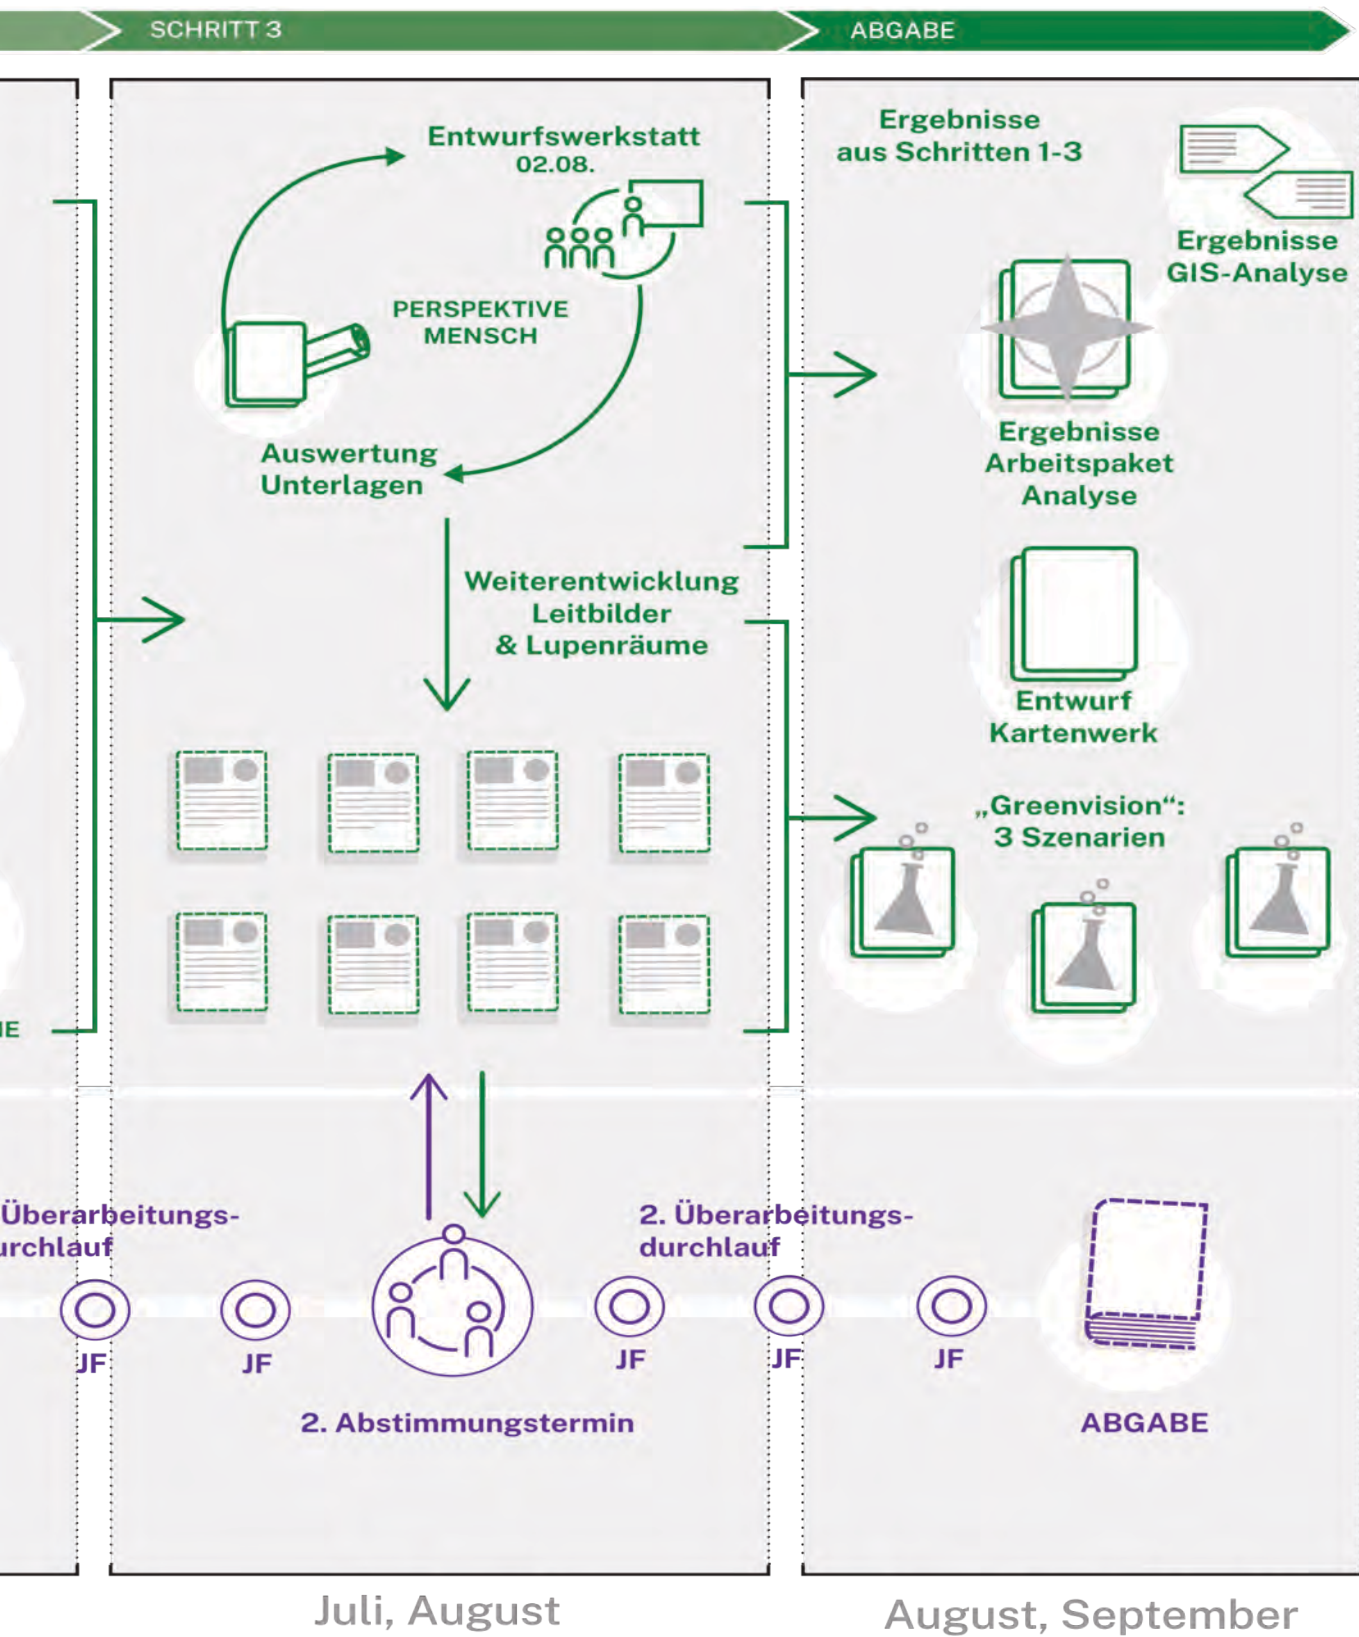 SCHRITT 3
ABGABE
Entwurfswerkstatt
02.08.
PERSPEKTIVE
MENSCH
Auswertung
Unterlagen
Weiterentwicklung
Leitbilder
& Lupenräume
Ergebnisse
aus Schritten 1-3
Ergebnisse
GIS-Analyse
Ergebnisse
Arbeitspaket
Analyse
Entwurf
Kartenwerk
„Greenvision“:
3 Szenarien
Überarbeitungs-
urchlauf
JF
JF
2. Abstimmungstermin
2. Überarbeitungs-
durchlauf
JF
JF
JF
ABGABE
Juli, August
August, September